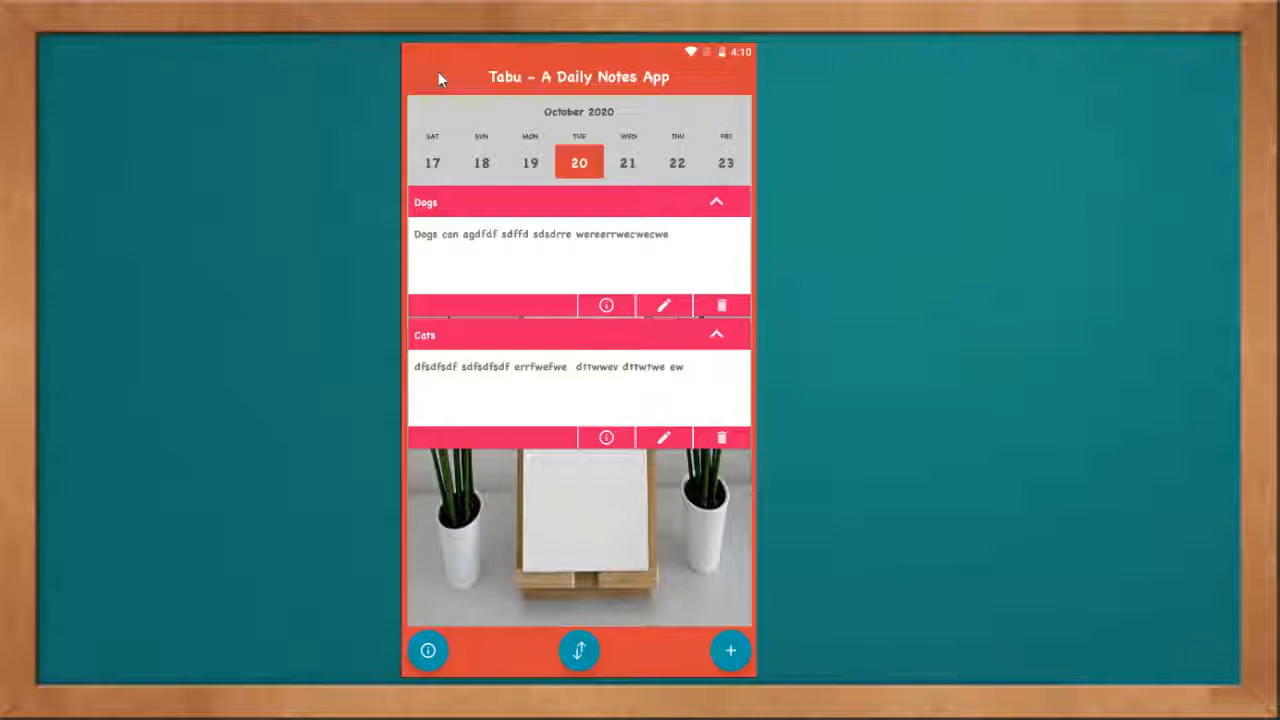 4:10
Tabu - A Daily Notes App
October 2020
SAT SUN MON TUE WED THU FRI
17 18 19 20 21 22 23
Dogs
Dogs can agdfdf sdffd sdsdrre wereerrwecwecwe
Cats
dfsdfsdf sdfsdfsdf errfwefwe dttwwev dttwtwe ew